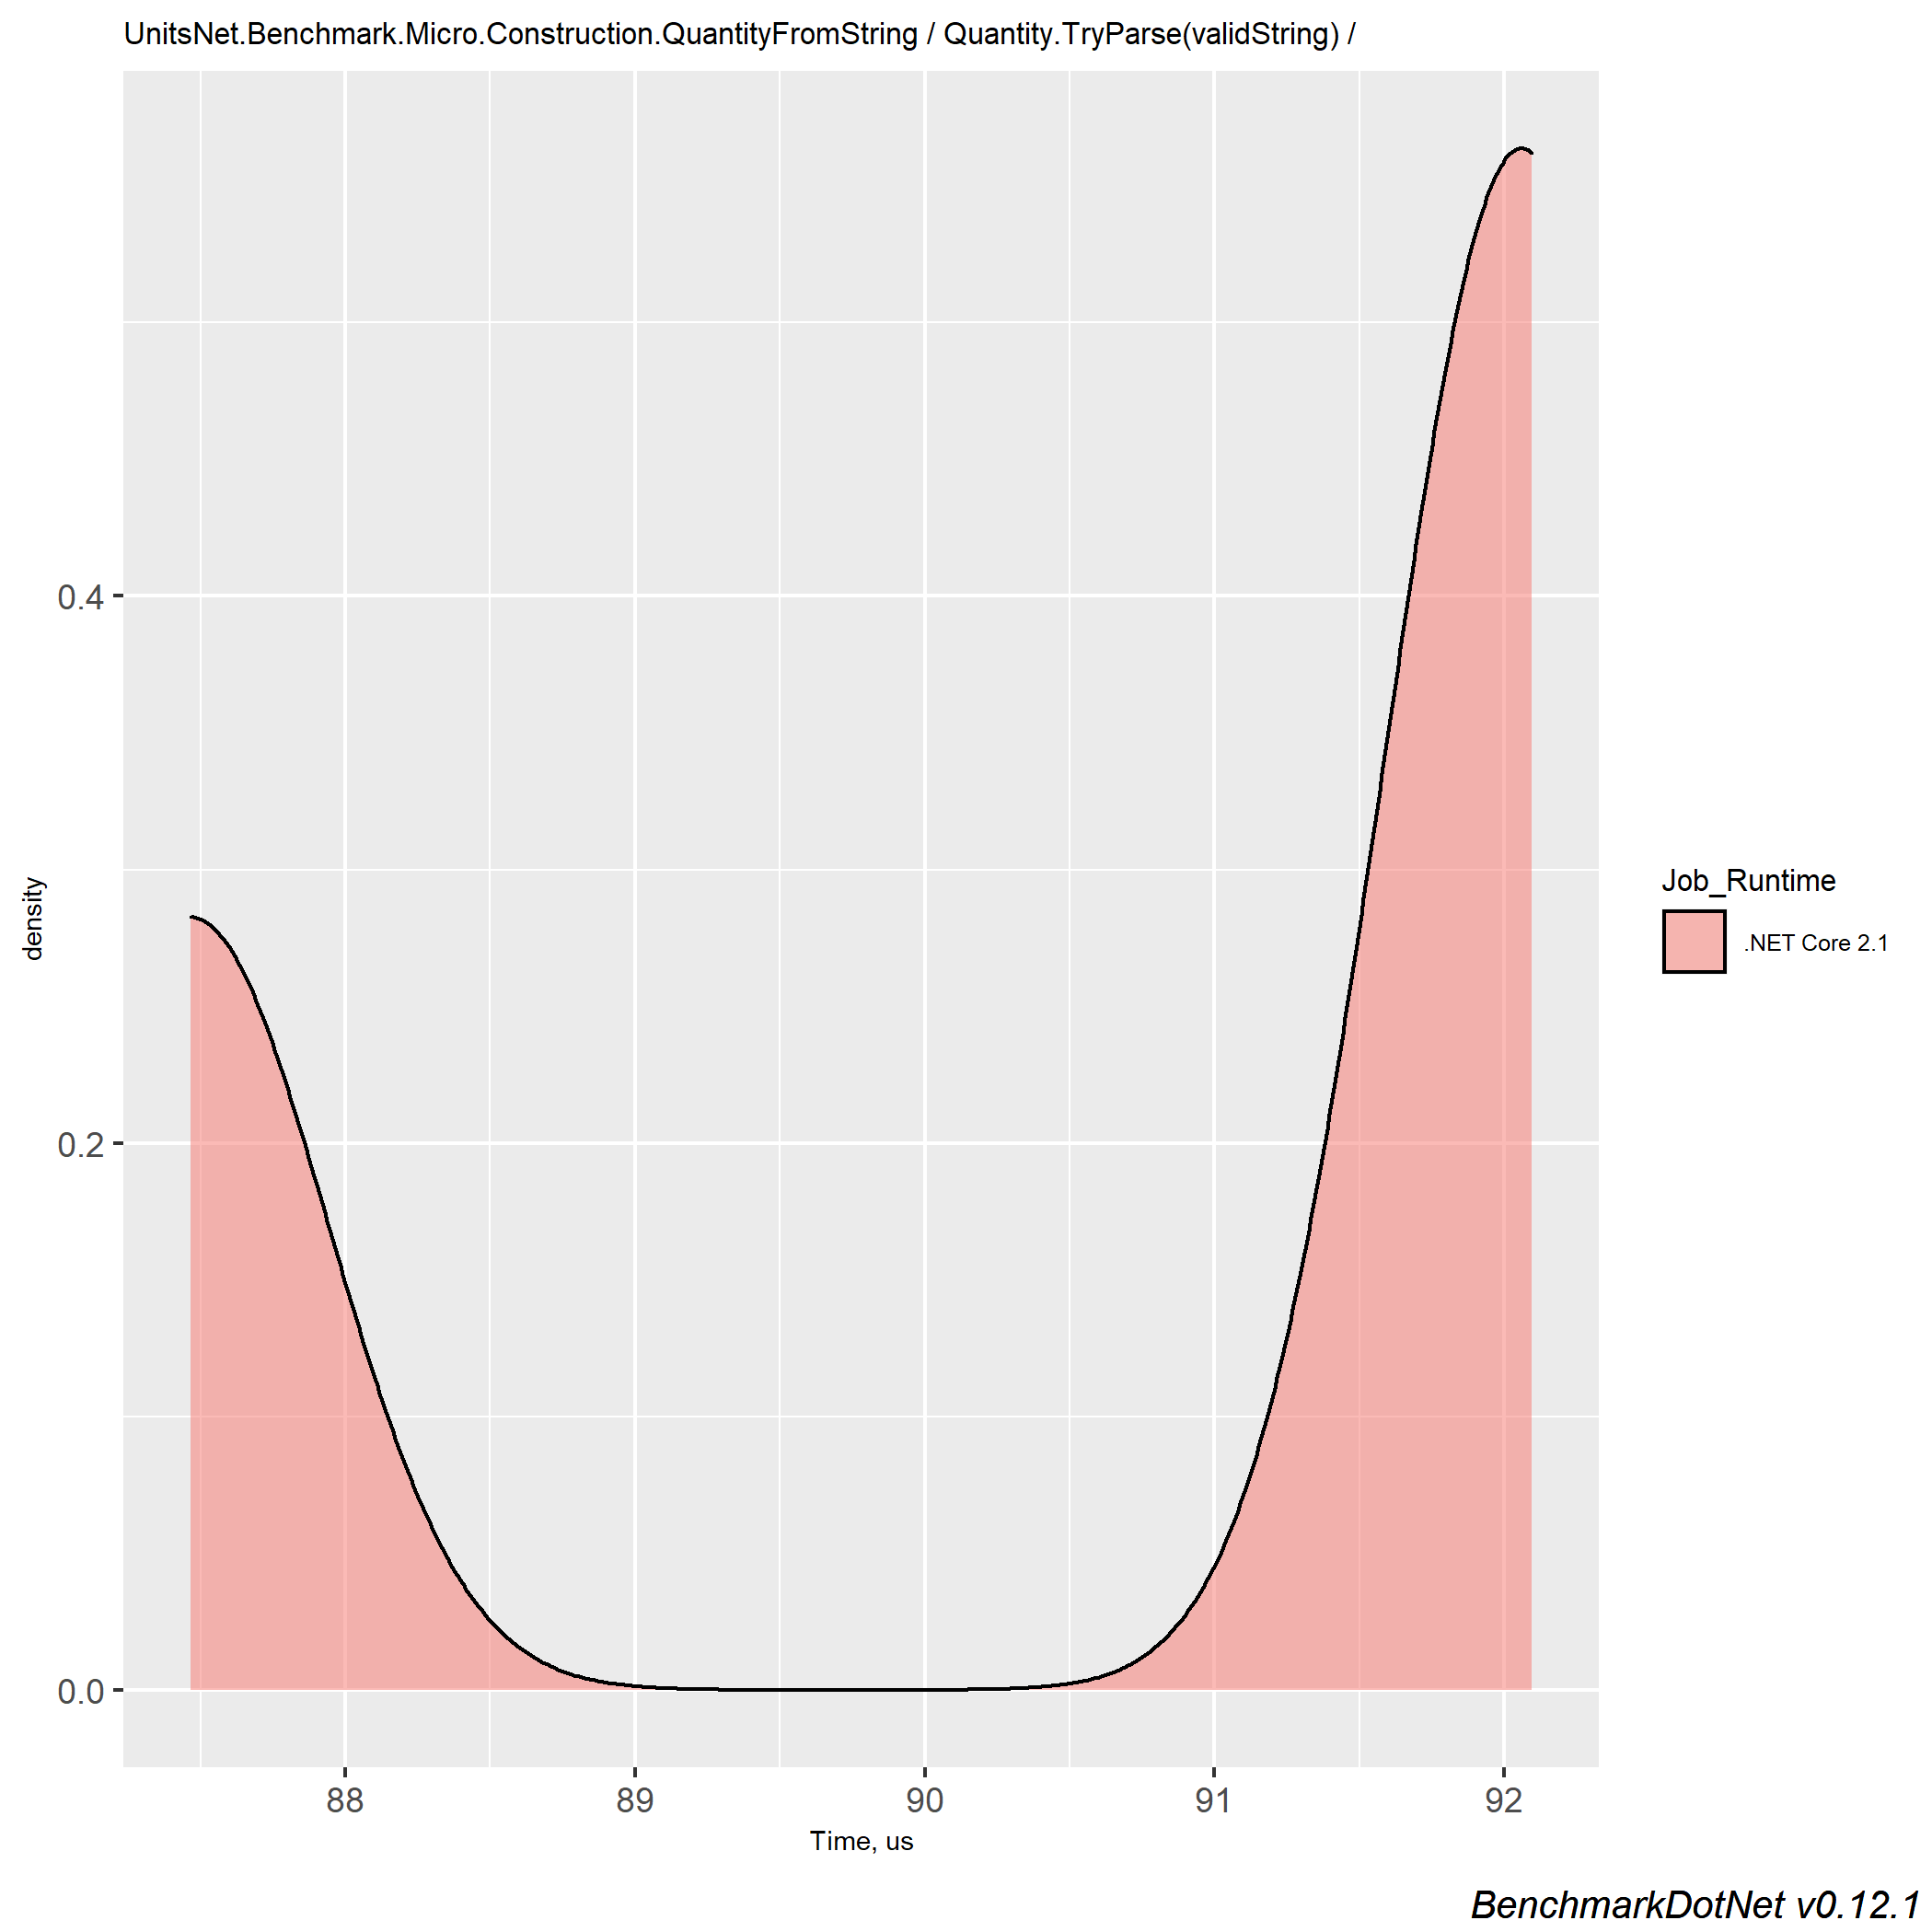 UnitsNet.Benchmark.Micro.Construction.QuantityFromString / Quantity.TryParse(validString) /
density
0.4
0.2
0.0
88 89 90 91 92
Time, us
Job_Runtime
.NET Core 2.1
BenchmarkDotNet v0.12.1